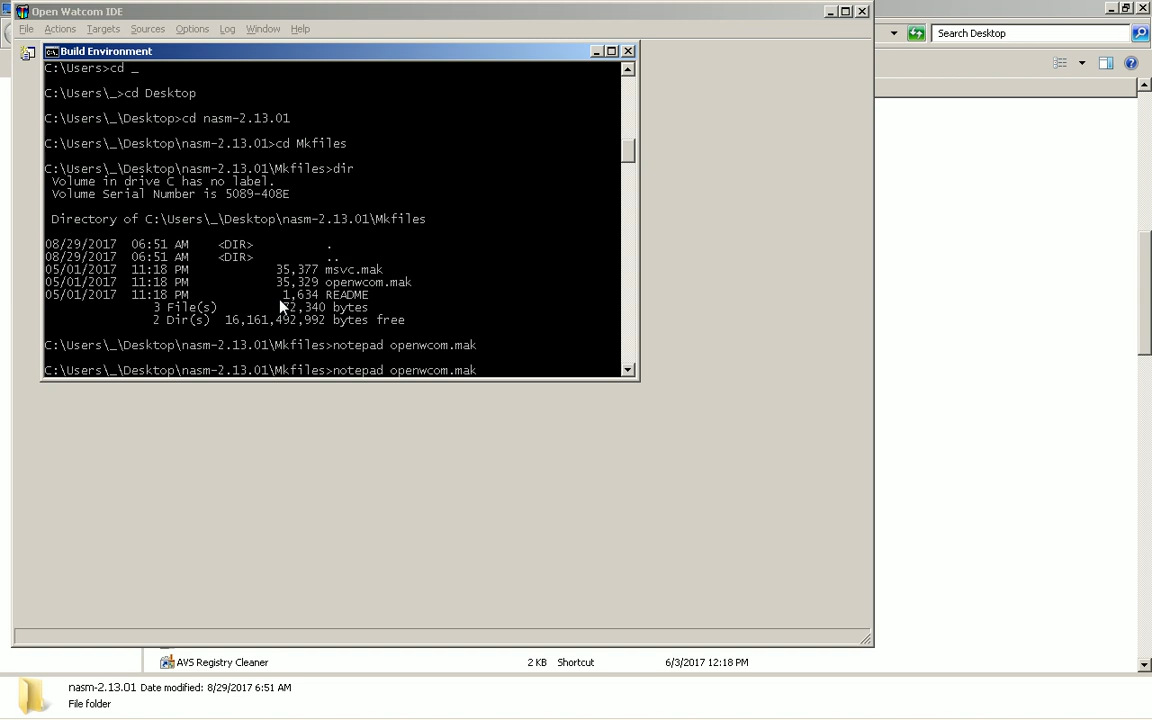 Open Watcom IDE
File Actions Targets Sources Options Log Window Help
Search Desktop
Build Environment
C:\Users>cd _
C:\Users\_>cd Desktop
C:\Users\_\Desktop>cd nasm-2.13.01
C:\Users\_\Desktop\nasm-2.13.01>cd Mkfiles
C:\Users\_\Desktop\nasm-2.13.01\Mkfiles>dir
Volume in drive C has no label.
Volume Serial Number is 5089-408E
Directory of C:\Users\_\Desktop\nasm-2.13.01\Mkfiles
08/29/2017 06:51 AM <DIR> .
08/29/2017 06:51 AM <DIR> ..
05/01/2017 11:18 PM 35,377 msvc.mak
05/01/2017 11:18 PM 35,329 openwcom.mak
05/01/2017 11:18 PM 1,634 README
3 File(s) 72,340 bytes
2 Dir(s) 16,161,492,992 bytes free
C:\Users\_\Desktop\nasm-2.13.01\Mkfiles>notepad openwcom.mak
C:\Users\_\Desktop\nasm-2.13.01\Mkfiles>notepad openwcom.mak
AVS Registry Cleaner 2 KB Shortcut 6/3/2017 12:18 PM
nasm-2.13.01 Date modified: 8/29/2017 6:51 AM
File folder